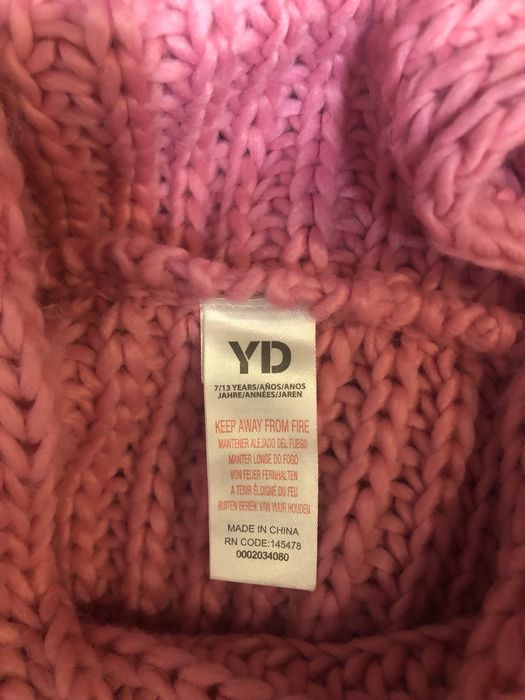 YD
7/13 YEARS/AÑOS/ANOS
JAHRE/ANNÉES/JAREN
KEEP AWAY FROM FIRE
MANTENER ALEJADO DEL FUEGO
MANTER LONGE DO FOGO
VON FEUER FERNHALTEN
A TENIR ÉLOIGNÉ DU FEU
BUITEN BEREIK VAN VUUR HOUDEN
MADE IN CHINA
RN CODE:145478
0002034080